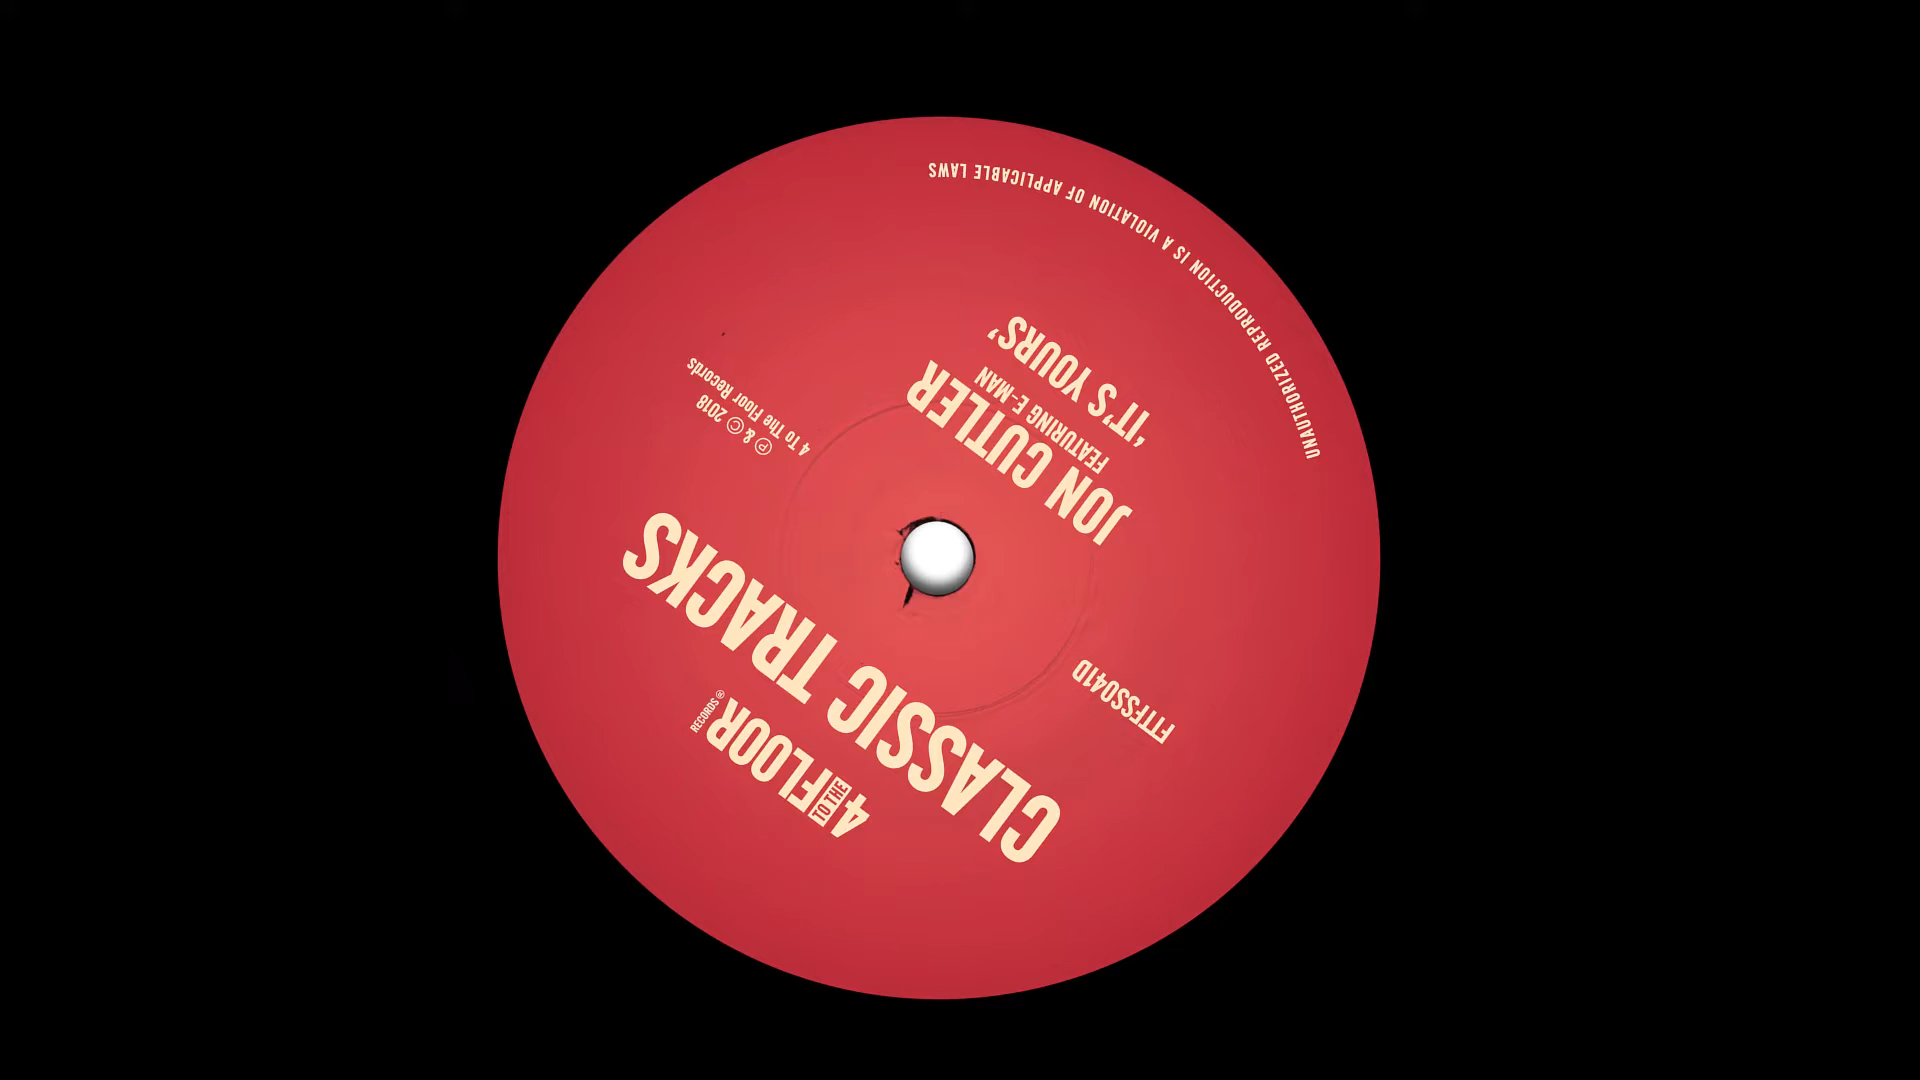 4 TO THE FLOOR
RECORDS ®
CLASSIC TRACKS
FTTFSS041D
Ⓟ & © 2018
4 To The Floor Records
JON CUTLER
FEATURING E-MAN
'IT'S YOURS'
UNAUTHORIZED REPRODUCTION IS A VIOLATION OF APPLICABLE LAWS